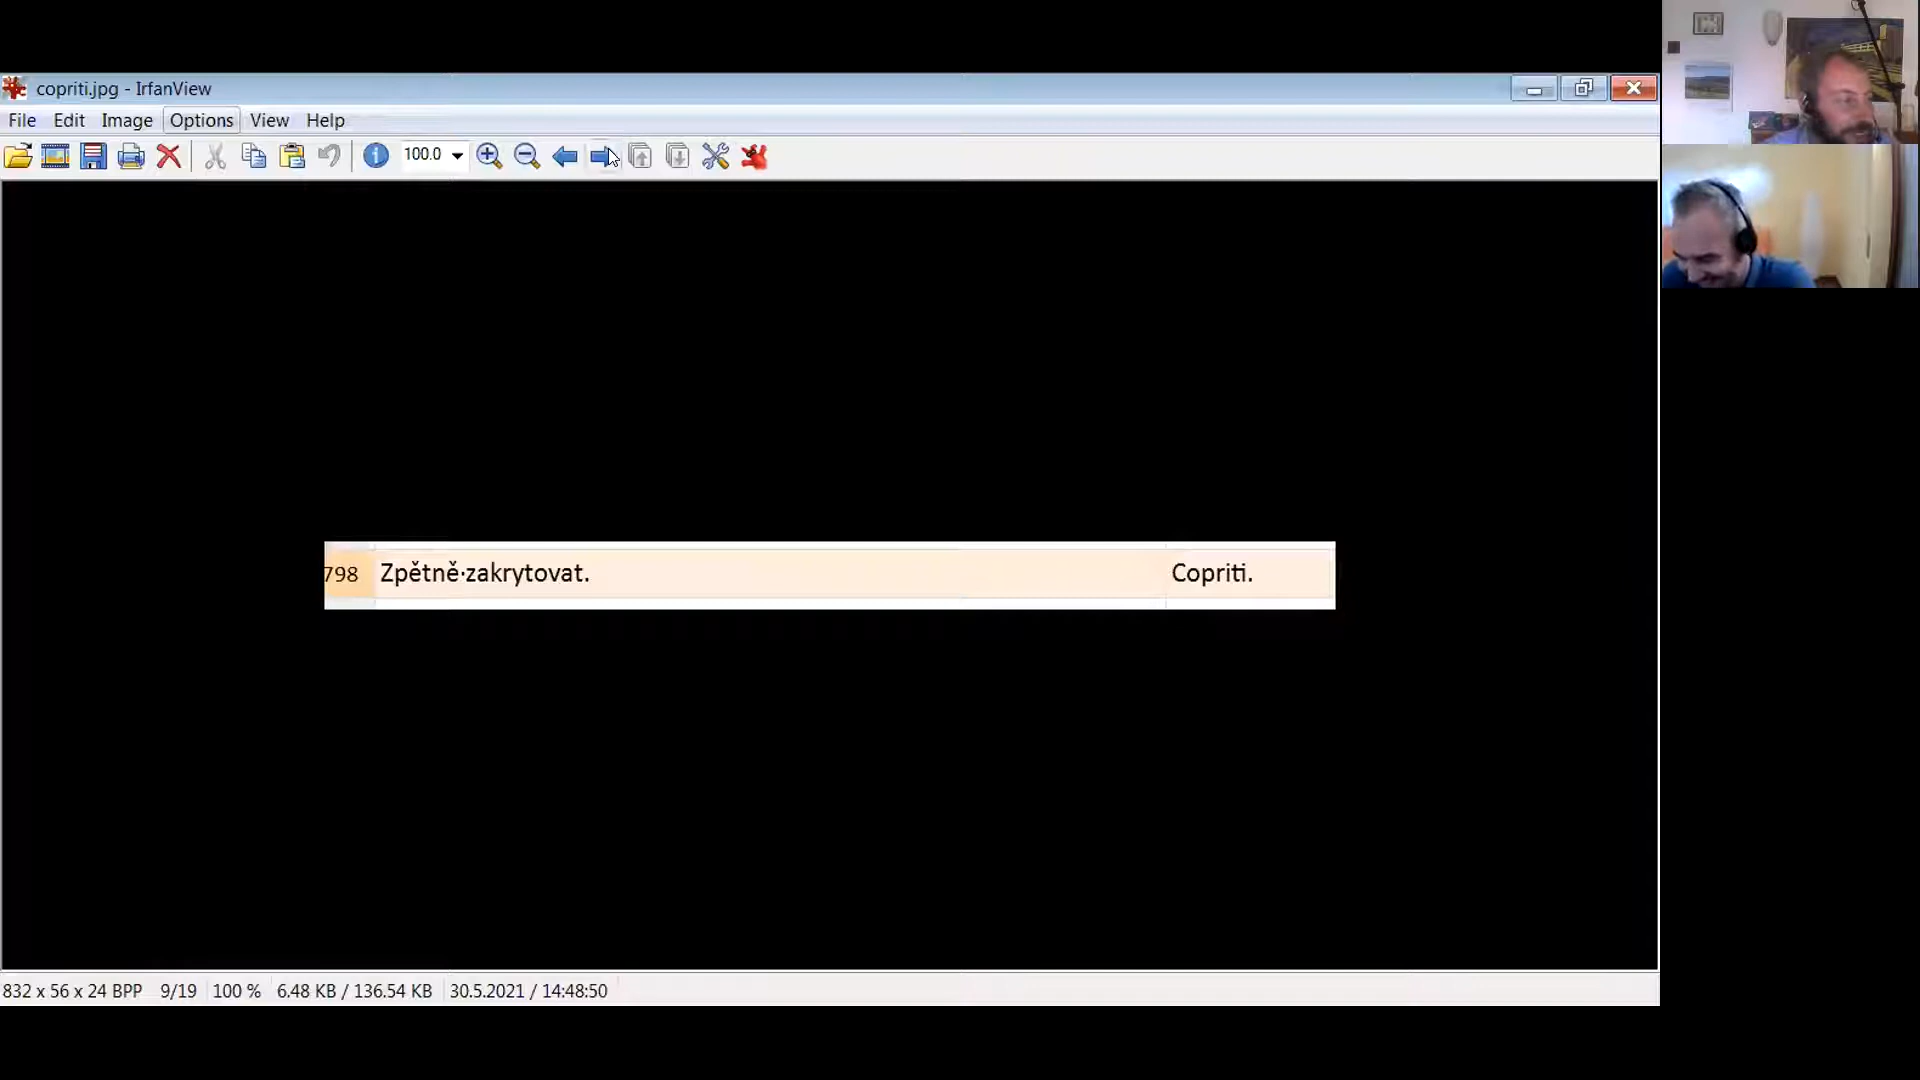 copriti.jpg - IrfanView
File Edit Image Options View Help
100.0
798 Zpětně·zakrytovat. Copriti.
832 x 56 x 24 BPP 9/19 100 % 6.48 KB / 136.54 KB 30.5.2021 / 14:48:50